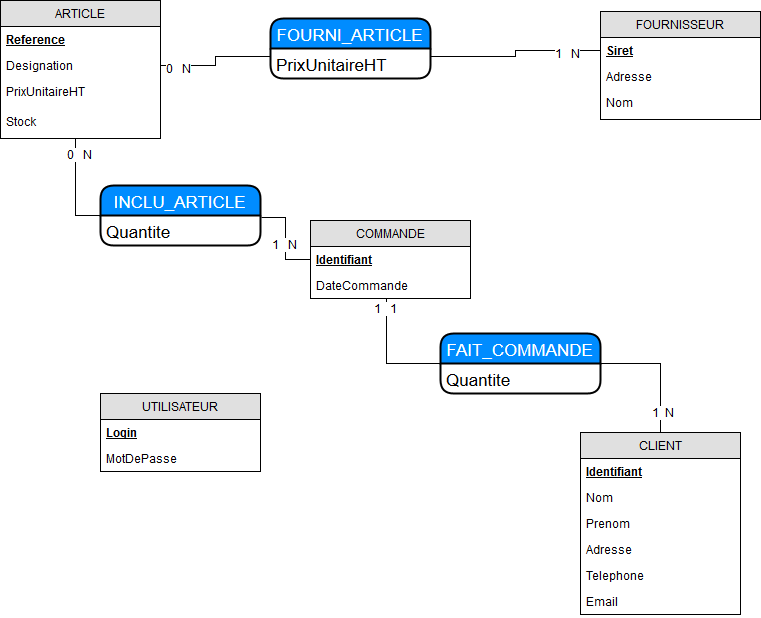 ARTICLE
Reference
Designation
PrixUnitaireHT
Stock
0 N
FOURNI_ARTICLE
PrixUnitaireHT
1 N
FOURNISSEUR
Siret
Adresse
Nom
0 N
INCLU_ARTICLE
Quantite
1 N
COMMANDE
Identifiant
DateCommande
1 1
FAIT_COMMANDE
Quantite
1 N
UTILISATEUR
Login
MotDePasse
CLIENT
Identifiant
Nom
Prenom
Adresse
Telephone
Email